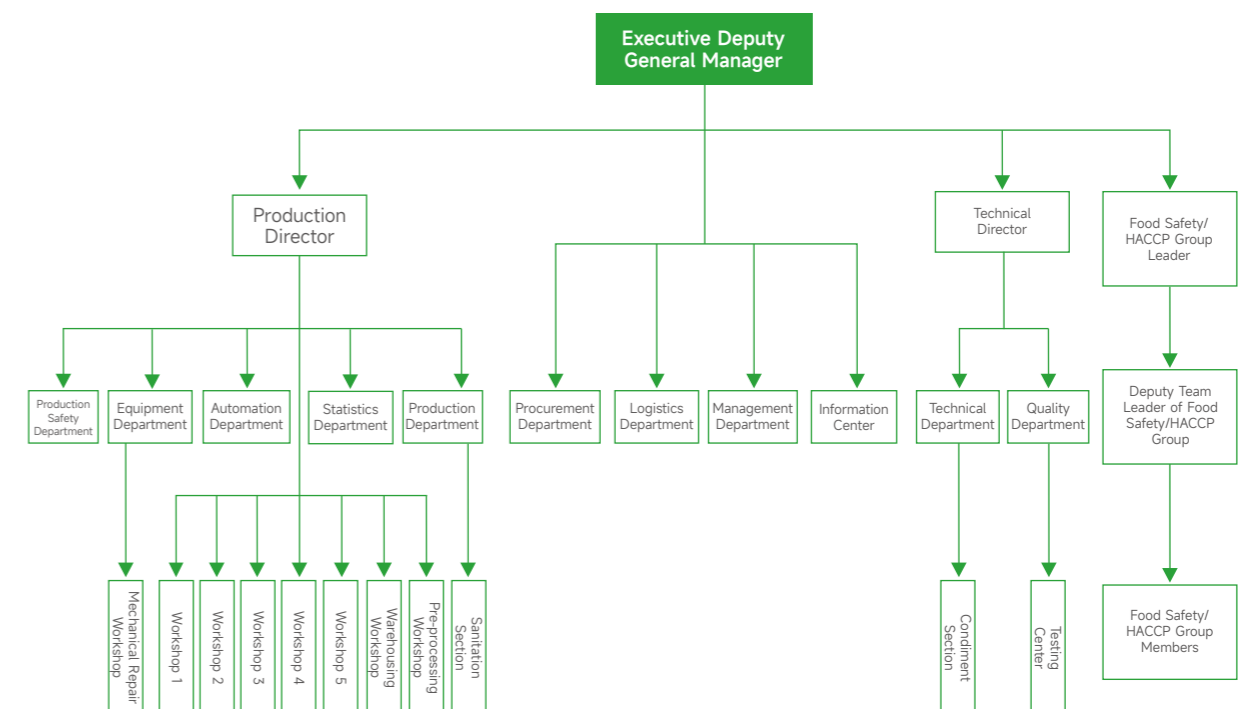 Executive Deputy
General Manager
Production
Director
Technical
Director
Food Safety/
HACCP Group
Leader
Production
Safety
Department
Equipment
Department
Automation
Department
Statistics
Department
Production
Department
Procurement
Department
Logistics
Department
Management
Department
Information
Center
Technical
Department
Quality
Department
Deputy Team
Leader of Food
Safety/HACCP
Group
Mechanical Repair
Workshop
Workshop 1
Workshop 2
Workshop 3
Workshop 4
Workshop 5
Warehousing
Workshop
Pre-processing
Workshop
Sanitation
Section
Condiment
Section
Testing
Center
Food Safety/
HACCP Group
Members